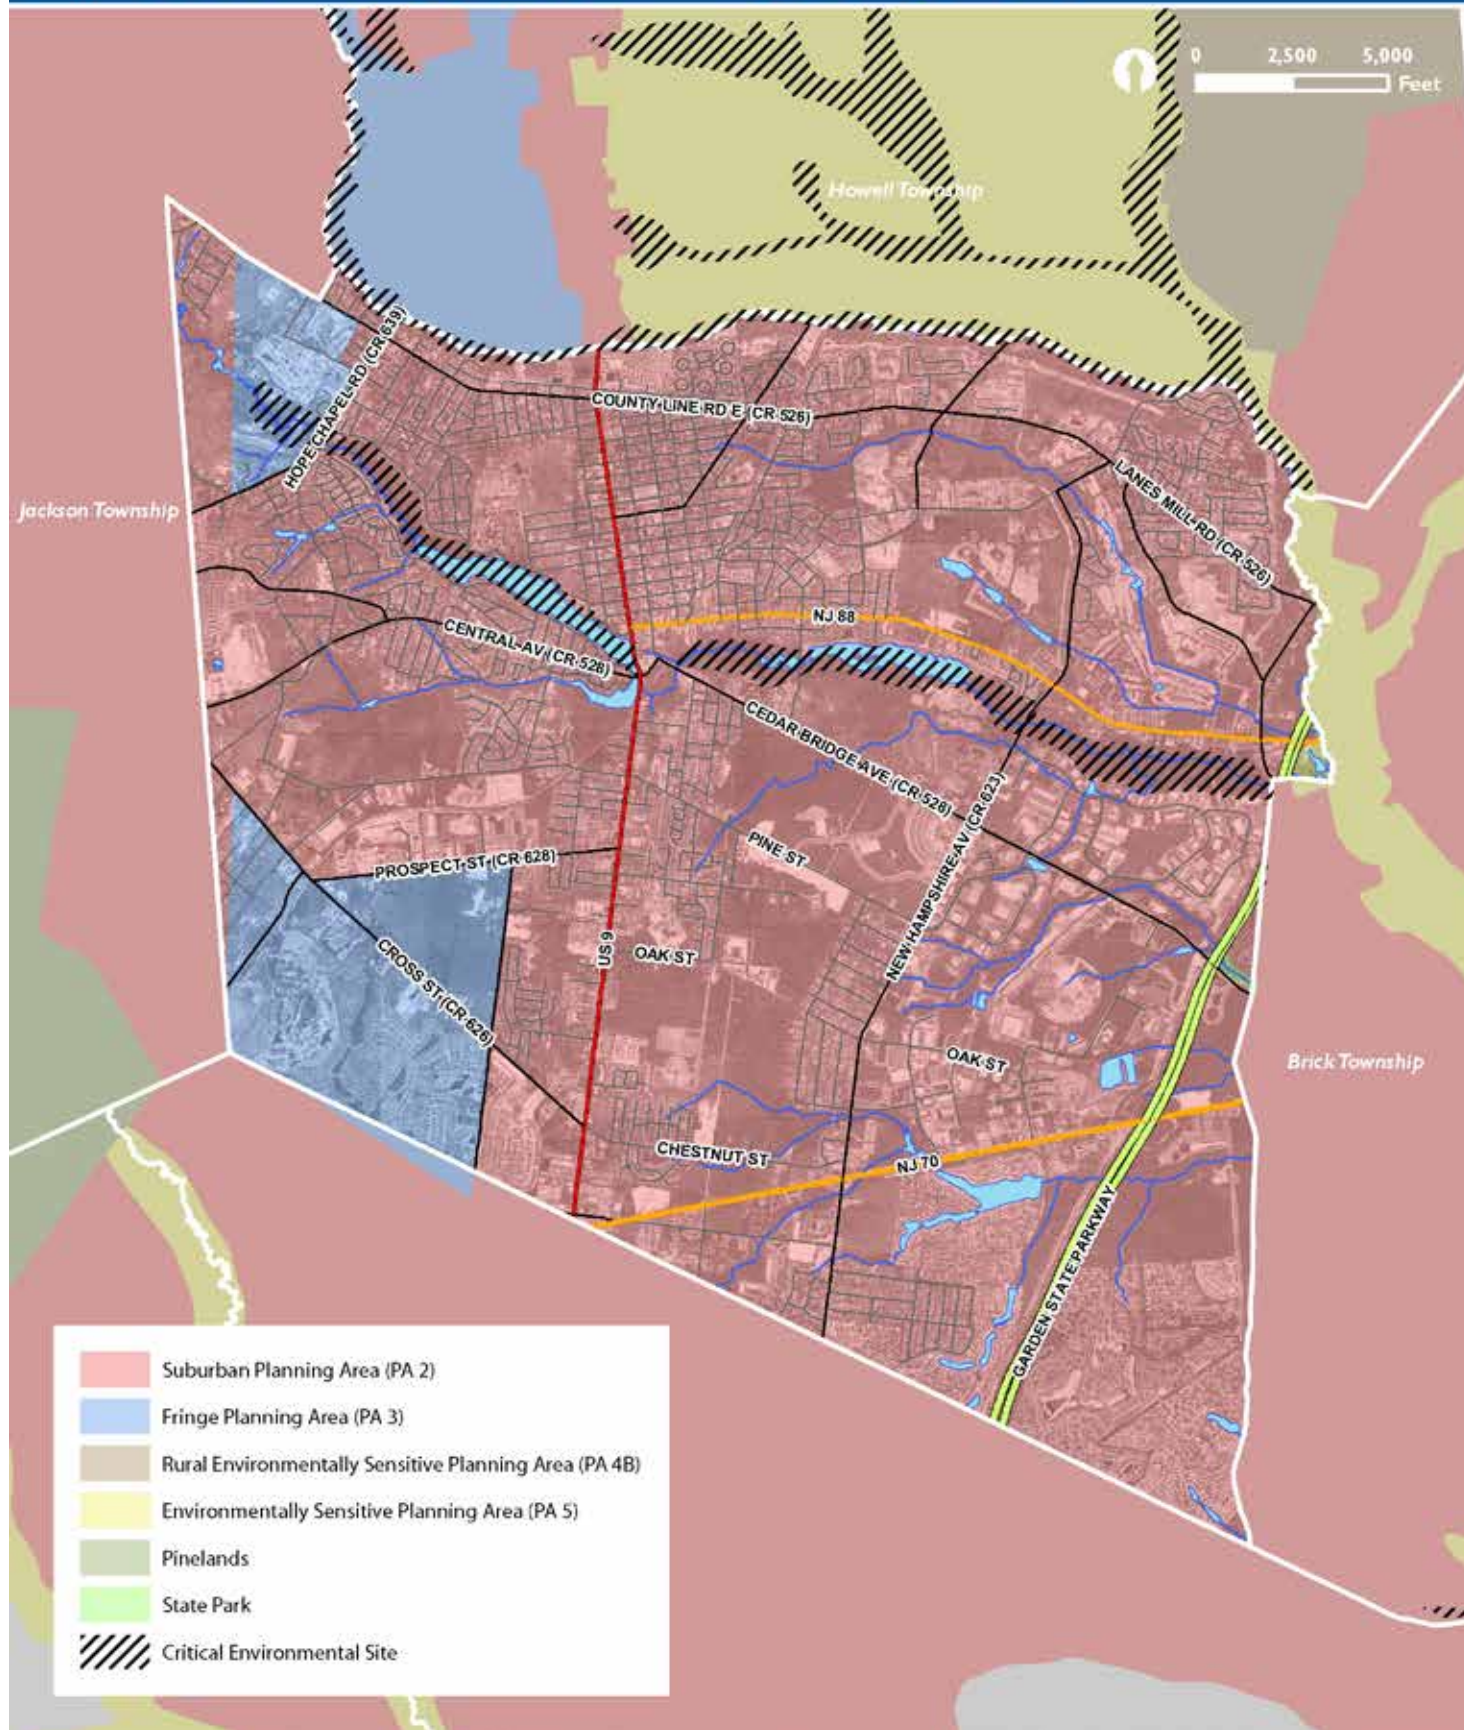 0 2,500 5,000
Feet
Howell Township
HOPE CHAPEL RD (CR 639)
COUNTY LINE RD E (CR 526)
LANES MILL RD (CR 526)
Jackson Township
NJ 88
CENTRAL AV (CR 528)
CEDAR BRIDGE AVE (CR 528)
NEW HAMPSHIRE AV (CR 623)
PINE ST
PROSPECT ST (CR 628)
CROSS ST (CR 626)
US 9
OAK ST
OAK ST
Brick Township
CHESTNUT ST
NJ 70
GARDEN STATE PARKWAY
Suburban Planning Area (PA 2)
Fringe Planning Area (PA 3)
Rural Environmentally Sensitive Planning Area (PA 4B)
Environmentally Sensitive Planning Area (PA 5)
Pinelands
State Park
Critical Environmental Site